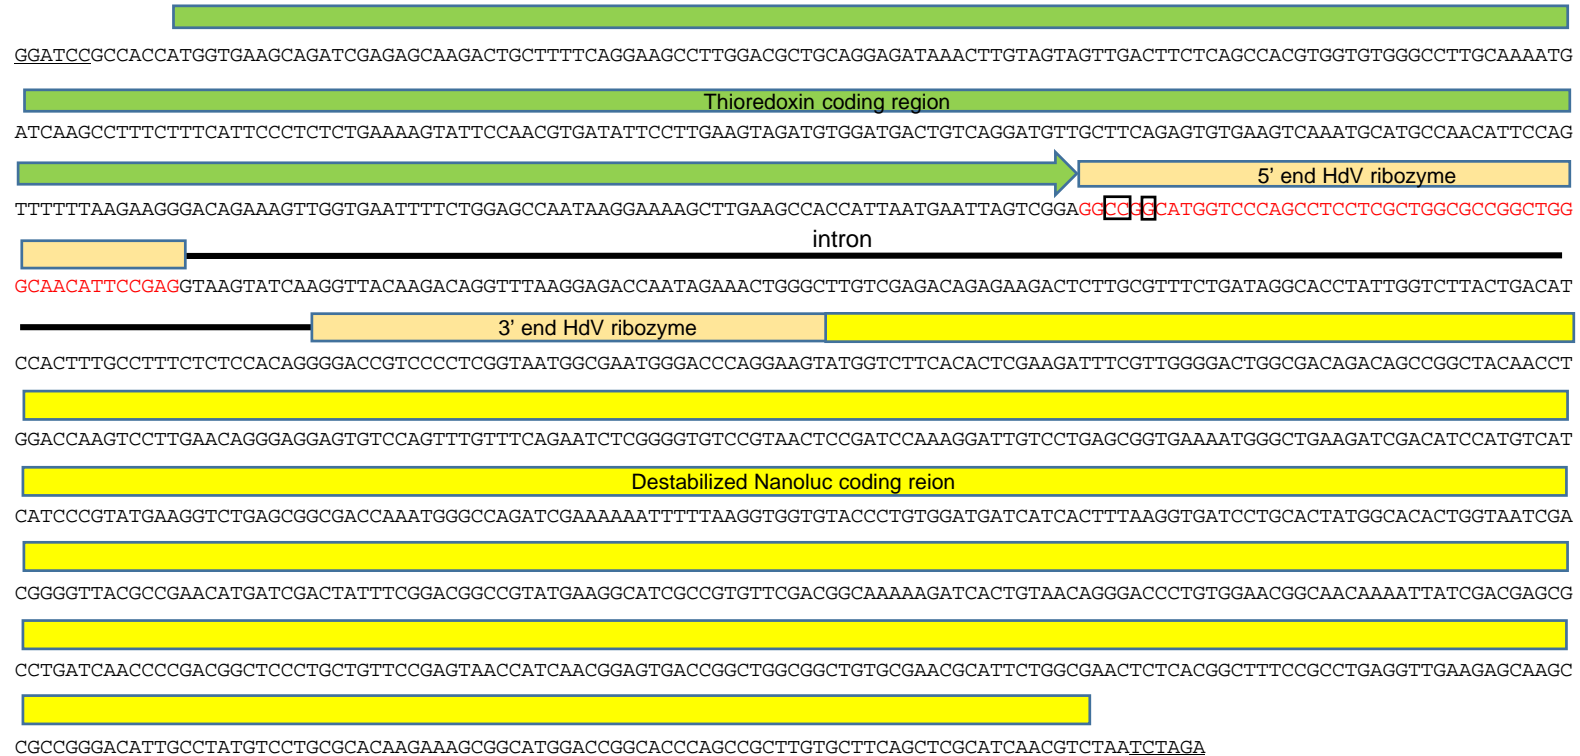 GGATCCGCCACCATGGTGAAGCAGATCGAGAGCAAGACTGCTTTTCAGGAAGCCTTGGACGCTGCAGGAGATAAACTTGTAGTAGTTGACTTCTCAGCCACGTGGTGTGGGCCTTGCAAAATG
Thioredoxin coding region
ATCAAGCCTTTCTTTCATTCCCTCTCTGAAAAGTATTCCAACGTGATATTCCTTGAAGTAGATGTGGATGACTGTCAGGATGTTGCTTCAGAGTGTGAAGTCAAATGCATGCCAACATTCCAG
5' end HdV ribozyme
TTTTTTAAGAAGGGACAGAAAGTTGGTGAATTTTCTGGAGCCAATAAGGAAAAGCTTGAAGCCACCATTAATGAATTAGTCGGAGGCCGGCATGGTCCCAGCCTCCTCGCTGGCGCCGGCTGG
intron
GCAACATTCCGAGGTAAGTATCAAGGTTACAAGACAGGTTTAAGGAGACCAATAGAAACTGGGCTTGTCGAGACAGAGAAGACTCTTGCGTTTCTGATAGGCACCTATTGGTCTTACTGACAT
3' end HdV ribozyme
CCACTTTGCCTTTCTCTCCACAGGGGACCGTCCCCTCGGTAATGGCGAATGGGACCCAGGAAGTATGGTCTTCACACTCGAAGATTTCGTTGGGGACTGGCGACAGACAGCCGGCTACAACCT
GGACCAAGTCCTTGAACAGGGAGGAGTGTCCAGTTTGTTTCAGAATCTCGGGGTGTCCGTAACTCCGATCCAAAGGATTGTCCTGAGCGGTGAAAATGGGCTGAAGATCGACATCCATGTCAT
Destabilized Nanoluc coding reion
CATCCCGTATGAAGGTCTGAGCGGCGACCAAATGGGCCAGATCGAAAAAATTTTTAAGGTGGTGTACCCTGTGGATGATCATCACTTTAAGGTGATCCTGCACTATGGCACACTGGTAATCGA
CGGGGTTACGCCGAACATGATCGACTATTTCGGACGGCCGTATGAAGGCATCGCCGTGTTCGACGGCAAAAAGATCACTGTAACAGGGACCCTGTGGAACGGCAACAAAATTATCGACGAGCG
CCTGATCAACCCCGACGGCTCCCTGCTGTTCCGAGTAACCATCAACGGAGTGACCGGCTGGCGGCTGTGCGAACGCATTCTGGCGAACTCTCACGGCTTTCCGCCTGAGGTTGAAGAGCAAGC
CGCCGGGACATTGCCTATGTCCTGCGCACAAGAAAGCGGCATGGACCGGCACCCAGCCGCTTGTGCTTCAGCTCGCATCAACGTCTAATCTAGA